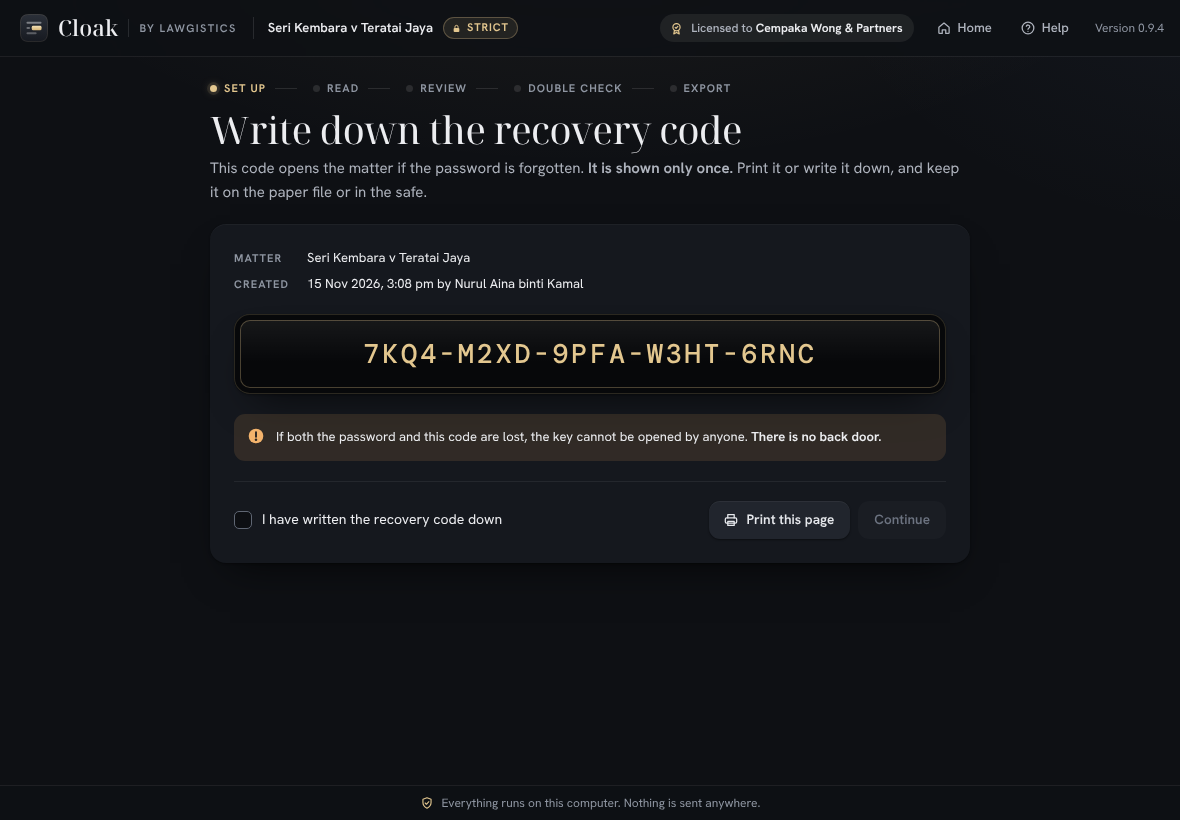 Cloak BY LAWGISTICS Seri Kembara v Teratai Jaya STRICT Licensed to Cempaka Wong & Partners Home Help Version 0.9.4
SET UP READ REVIEW DOUBLE CHECK EXPORT
Write down the recovery code
This code opens the matter if the password is forgotten. It is shown only once. Print it or write it down, and keep
it on the paper file or in the safe.
MATTER Seri Kembara v Teratai Jaya
CREATED 15 Nov 2026, 3:08 pm by Nurul Aina binti Kamal
7KQ4-M2XD-9PFA-W3HT-6RNC
If both the password and this code are lost, the key cannot be opened by anyone. There is no back door.
I have written the recovery code down Print this page Continue
Everything runs on this computer. Nothing is sent anywhere.